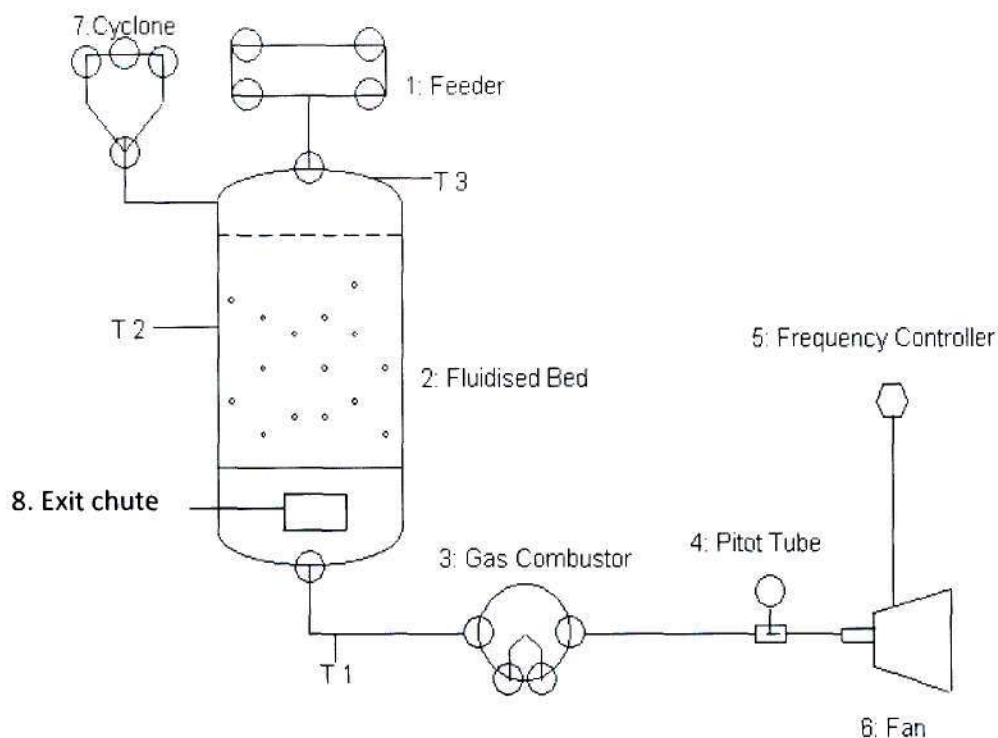 7.Cyclone
1: Feeder
T 3
T 2
5: Frequency Controller
2: Fluidised Bed
8. Exit chute
4: Pitot Tube
3: Gas Combustor
T 1
6: Fan